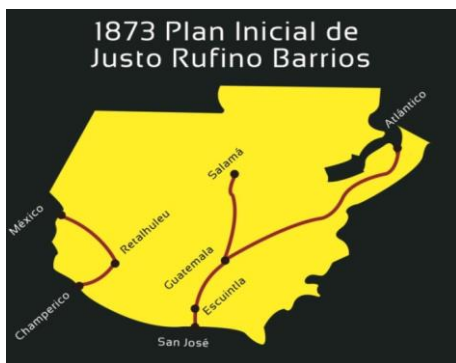 1873 Plan Inicial de
Justo Rufino Barrios
Atlántico
Salamá
México
Retalhuleu
Guatemala
Escuintla
Champerico
San José